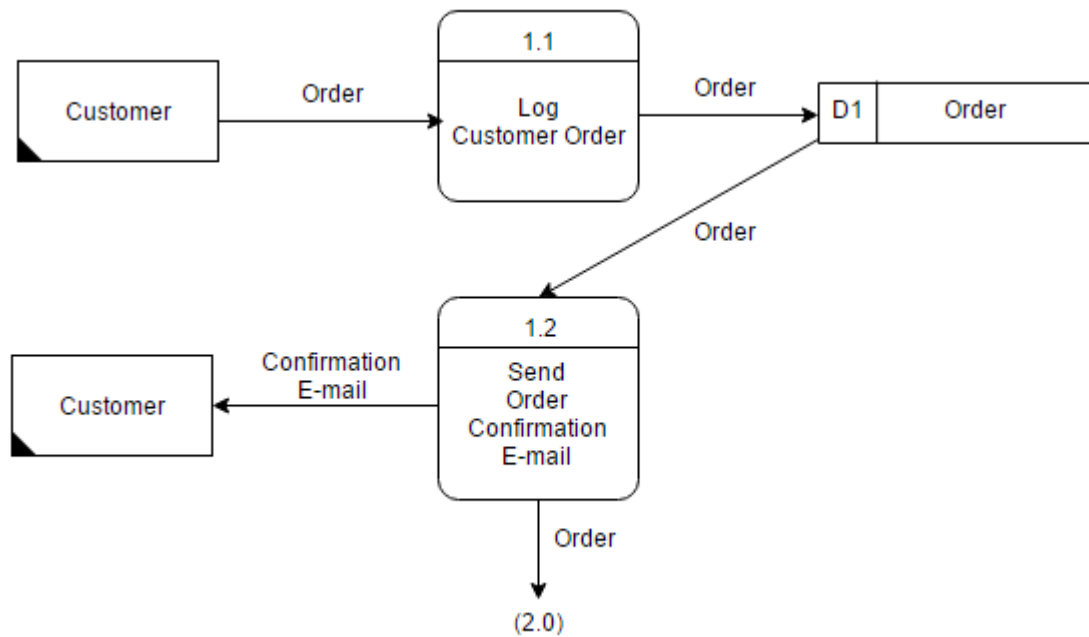 1.1
Customer
Order
Log
Customer Order
Order
D1
Order
Order
1.2
Customer
Confirmation
E-mail
Send
Order
Confirmation
E-mail
Order
(2.0)